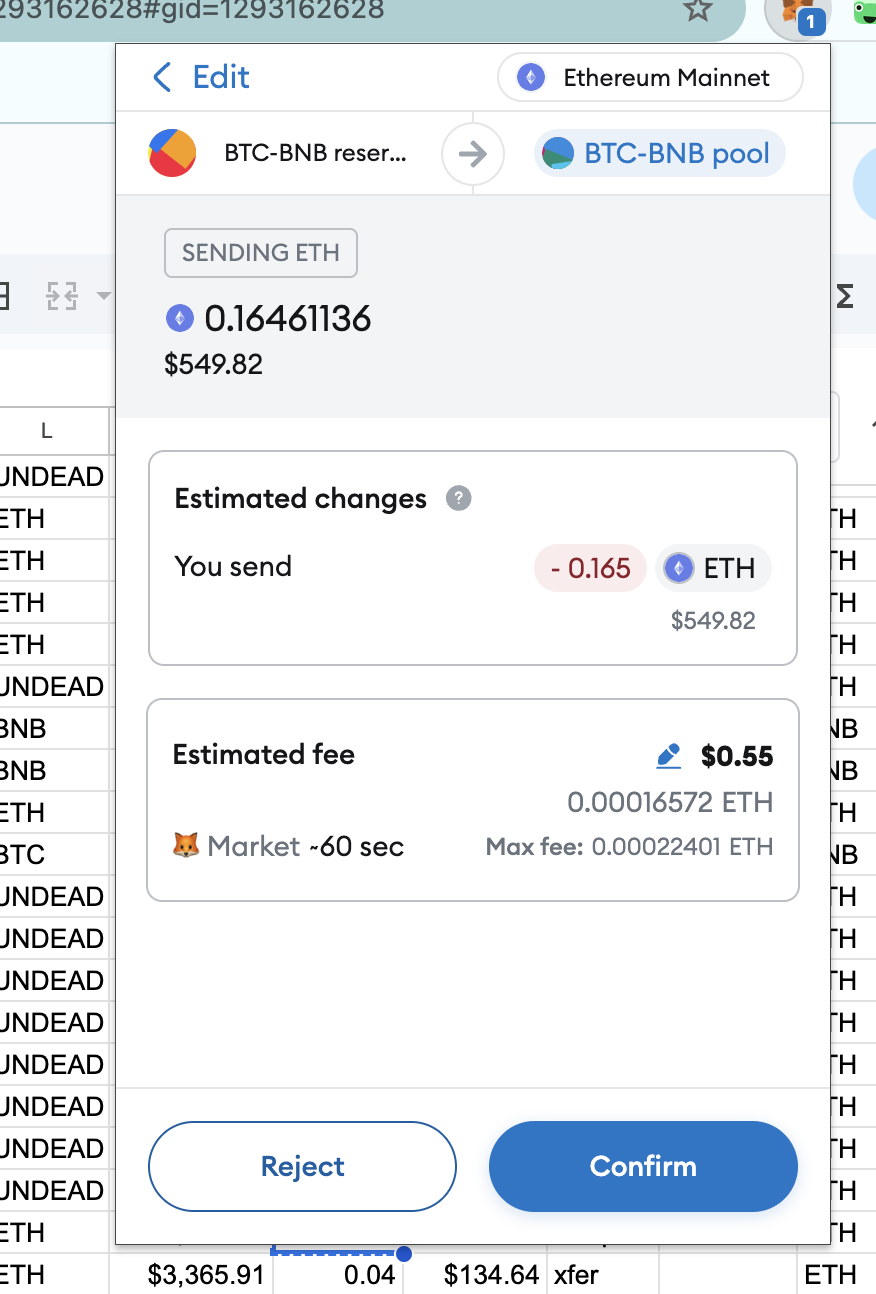 293162628#gid=1293162628
1
Edit
Ethereum Mainnet
BTC-BNB reser...
BTC-BNB pool
SENDING ETH
0.16461136
$549.82
Estimated changes ?
You send - 0.165 ETH
$549.82
Estimated fee $0.55
0.00016572 ETH
Market ~60 sec Max fee: 0.00022401 ETH
Reject Confirm
Σ
L
UNDEAD
ETH TH
ETH TH
ETH TH
ETH TH
UNDEAD TH
BNB NB
BNB NB
ETH TH
BTC NB
UNDEAD TH
UNDEAD TH
UNDEAD TH
UNDEAD TH
UNDEAD TH
UNDEAD TH
UNDEAD TH
UNDEAD TH
ETH TH
ETH $3,365.91 0.04 $134.64 xfer ETH